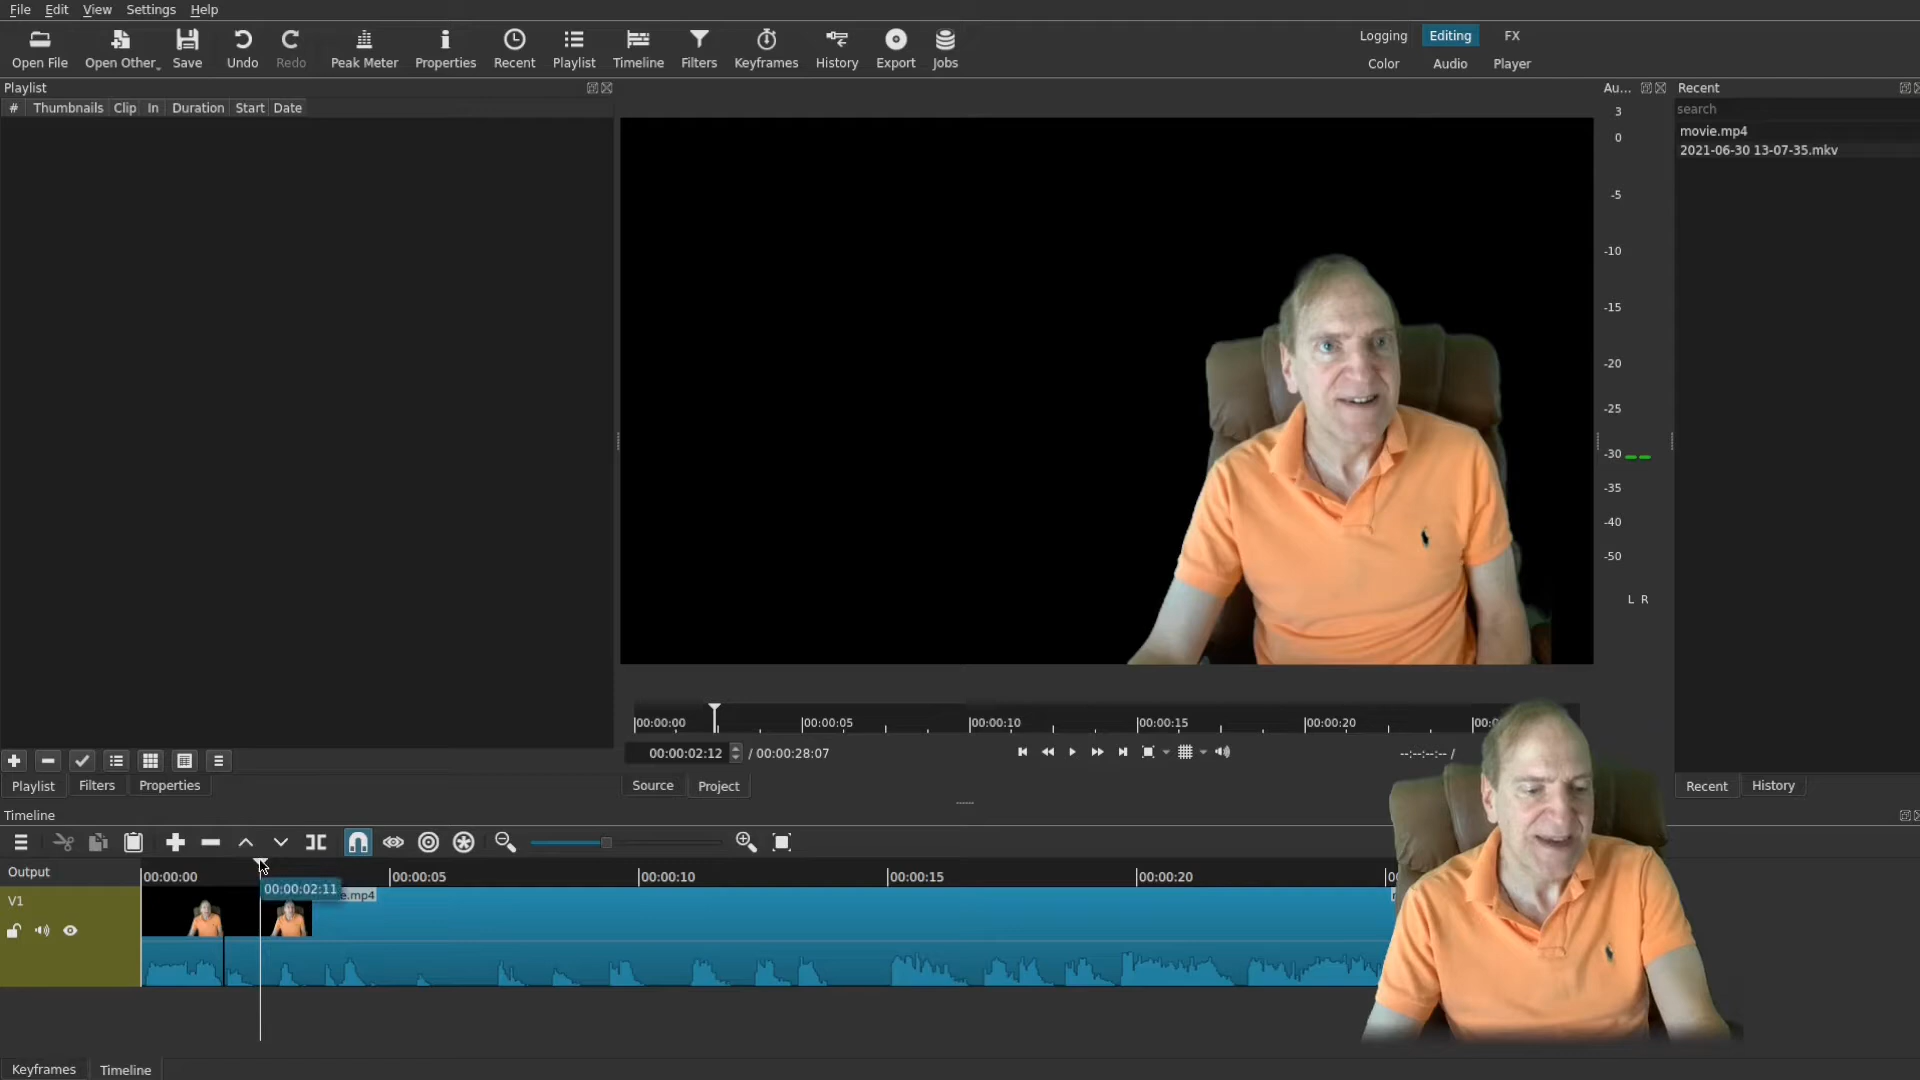 File Edit View Settings Help
Open File Open Other Save Undo Redo Peak Meter Properties Recent Playlist Timeline Filters Keyframes History Export Jobs
Logging Editing FX
Color Audio Player
Playlist
# Thumbnails Clip In Duration Start Date
Au...
3
0
-5
-10
-15
-20
-25
-30
-35
-40
-50
L R
Recent
search
movie.mp4
2021-06-30 13-07-35.mkv
00:00:00 00:00:05 00:00:10 00:00:15 00:00:20
00:00:02:12 / 00:00:28:07 --:--:--:-- /
Playlist Filters Properties
Source Project
Recent History
Timeline
Output
00:00:00 00:00:05 00:00:10 00:00:15 00:00:20
00:00:02:11
e.mp4
V1
Keyframes Timeline